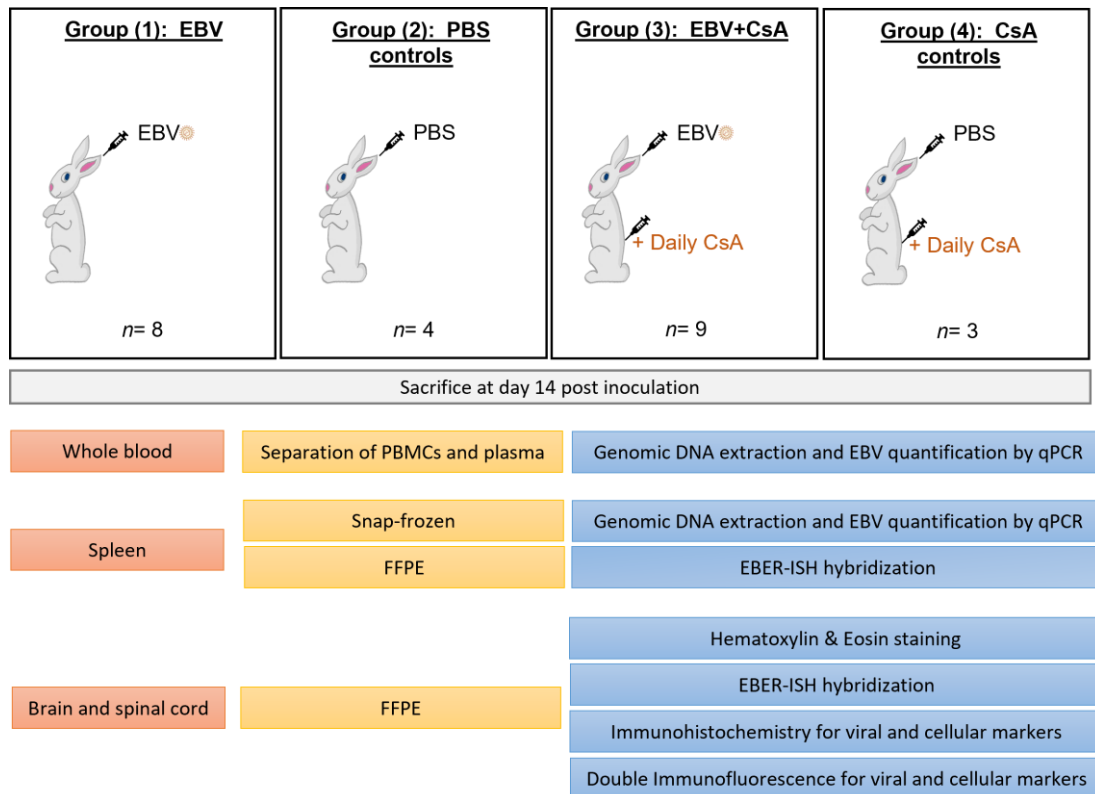 Group (1):  EBV
Group (2):  PBS
controls
Group (3):  EBV+CsA
Group (4):  CsA
controls
EBV
PBS
EBV
+ Daily CsA
PBS
+ Daily CsA
n= 8
n= 4
n= 9
n= 3
Sacrifice at day 14 post inoculation
Whole blood
Separation of PBMCs and plasma
Genomic DNA extraction and EBV quantification by qPCR
Spleen
Snap-frozen
Genomic DNA extraction and EBV quantification by qPCR
FFPE
EBER-ISH hybridization
Brain and spinal cord
FFPE
Hematoxylin & Eosin staining
EBER-ISH hybridization
Immunohistochemistry for viral and cellular markers
Double Immunofluorescence for viral and cellular markers